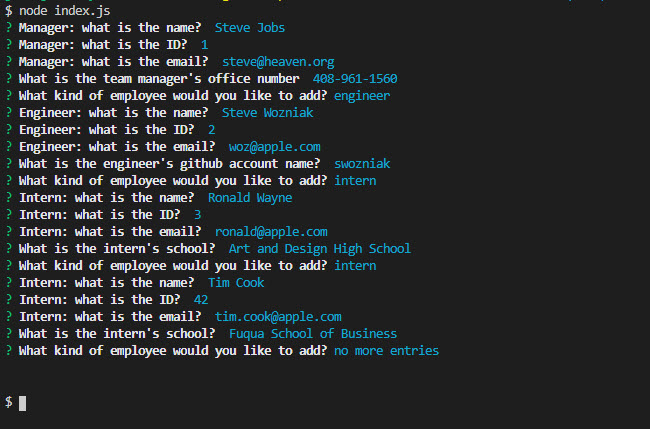 $ node index.js
? Manager: what is the name? Steve Jobs
? Manager: what is the ID? 1
? Manager: what is the email? steve@heaven.org
? What is the team manager's office number 408-961-1560
? What kind of employee would you like to add? engineer
? Engineer: what is the name? Steve Wozniak
? Engineer: what is the ID? 2
? Engineer: what is the email? woz@apple.com
? What is the engineer's github account name? swozniak
? What kind of employee would you like to add? intern
? Intern: what is the name? Ronald Wayne
? Intern: what is the ID? 3
? Intern: what is the email? ronald@apple.com
? What is the intern's school? Art and Design High School
? What kind of employee would you like to add? intern
? Intern: what is the name? Tim Cook
? Intern: what is the ID? 42
? Intern: what is the email? tim.cook@apple.com
? What is the intern's school? Fuqua School of Business
? What kind of employee would you like to add? no more entries
$